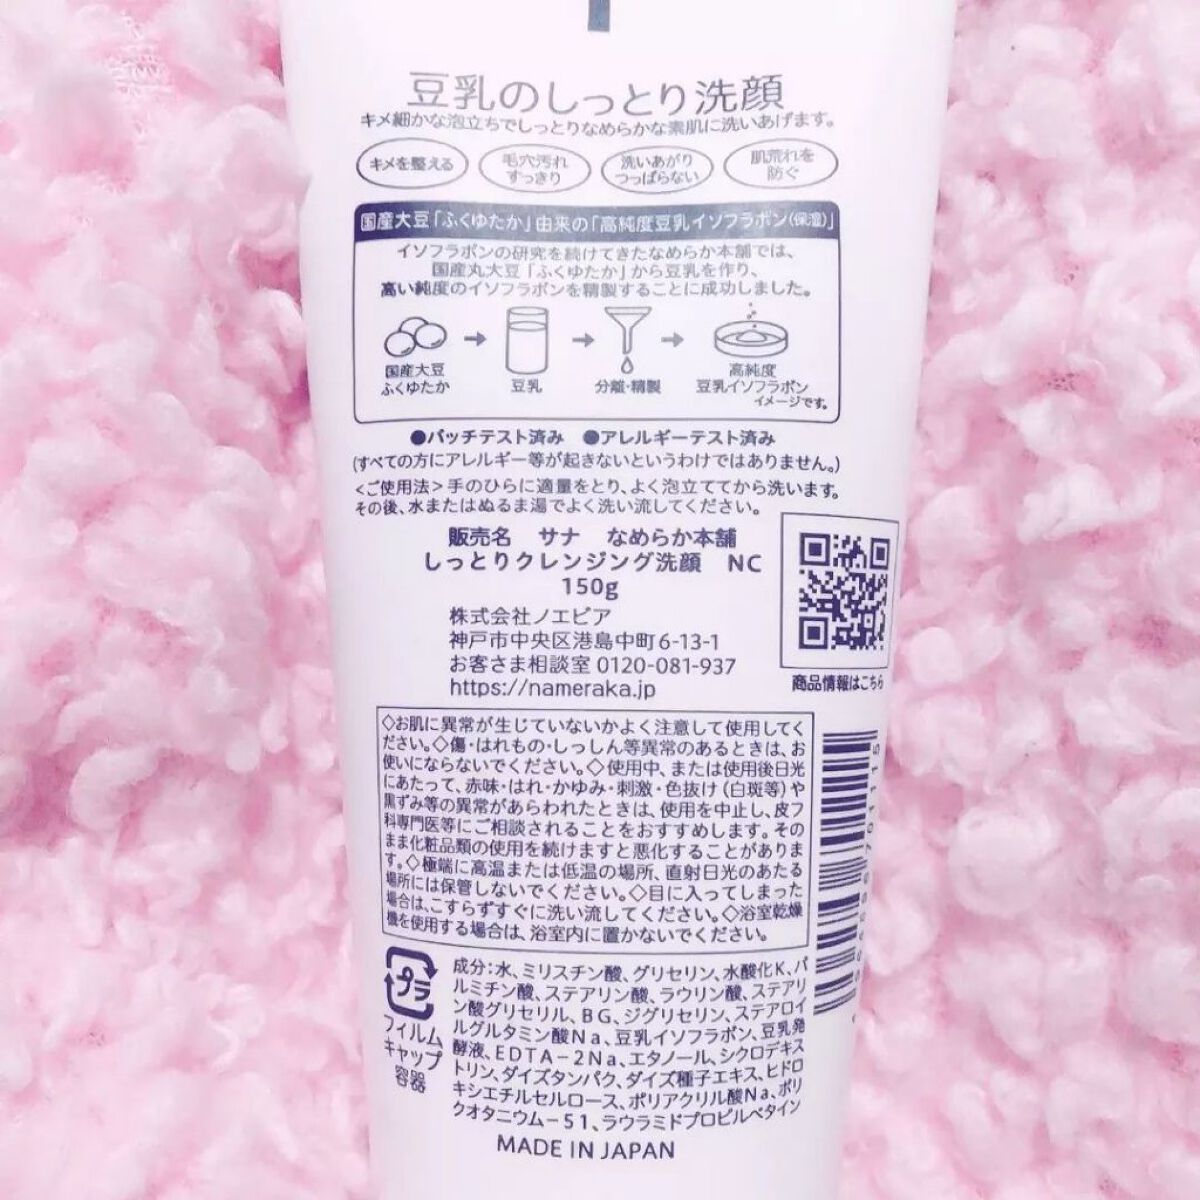 豆乳のしっとり洗顔
キメ細かな泡立ちでしっとりなめらかな素肌に洗いあげます。
キメを整える
毛穴汚れ
すっきり
洗いあがり
つっぱらない
肌荒れを
防ぐ
国産大豆「ふくゆたか」由来の「高純度豆乳イソフラボン(保湿)」
イソフラボンの研究を続けてきたなめらか本舗では、
国産丸大豆「ふくゆたか」から豆乳を作り、
高い純度のイソフラボンを精製することに成功しました。
国産大豆
ふくゆたか
豆乳
分離・精製
高純度
豆乳イソフラボン
イメージです。
●パッチテスト済み ●アレルギーテスト済み
(すべての方にアレルギー等が起きないというわけではありません。)
<ご使用法>手のひらに適量をとり、よく泡立ててから洗います。
その後、水またはぬるま湯でよく洗い流してください。
販売名 サナ なめらか本舗
しっとりクレンジング洗顔 NC
150g
株式会社ノエビア
神戸市中央区港島中町6-13-1
お客さま相談室 0120-081-937
https://nameraka.jp
商品情報はこちら
◇お肌に異常が生じていないかよく注意して使用してく
ださい。◇傷・はれもの・しっしん等異常のあるときは、お
使いにならないでください。◇使用中、または使用後日光
にあたって、赤味・はれ・かゆみ・刺激・色抜け(白斑等)や
黒ずみ等の異常があらわれたときは、使用を中止し、皮フ
科専門医等にご相談されることをおすすめします。その
まま化粧品類の使用を続けますと悪化することがありま
す。◇極端に高温または低温の場所、直射日光のあたる
場所には保管しないでください。◇目に入ってしまった
場合は、こすらずすぐに洗い流してください。◇浴室乾燥
機を使用する場合は、浴室内に置かないでください。
プラ
フィルム
キャップ
容器
成分:水、ミリスチン酸、グリセリン、水酸化K、パ
ルミチン酸、ステアリン酸、ラウリン酸、ステアリ
ン酸グリセリル、BG、ジグリセリン、ステアロイ
ルグルタミン酸Na、豆乳イソフラボン、豆乳発
酵液、EDTA-2Na、エタノール、シクロデキス
トリン、ダイズタンパク、ダイズ種子エキス、ヒドロ
キシエチルセルロース、ポリアクリル酸Na、ポリ
クオタニウム-51、ラウラミドプロピルベタイン
MADE IN JAPAN